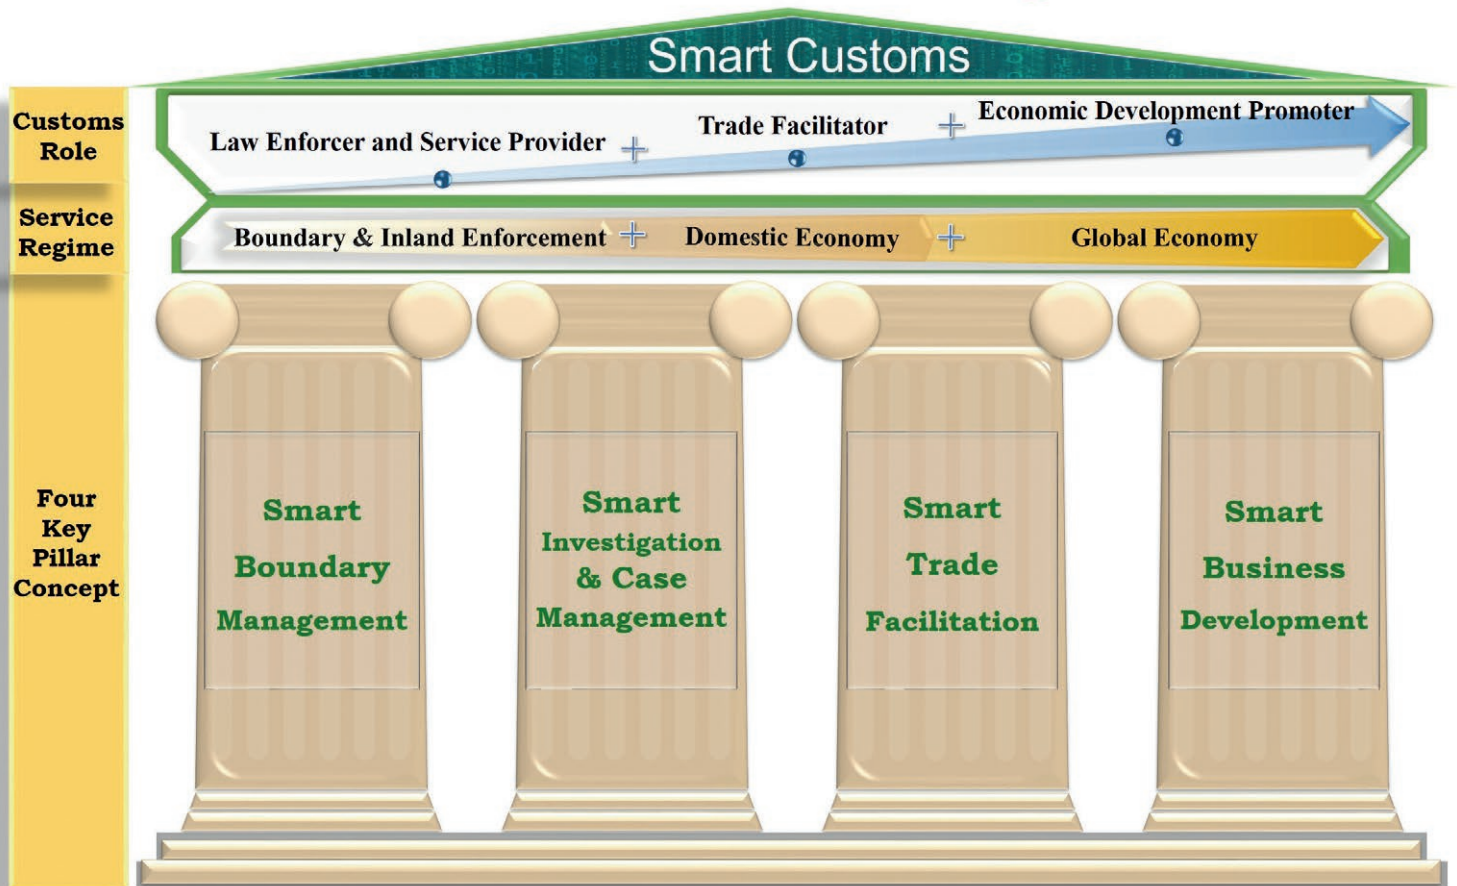 Smart Customs
Customs
Role
Law Enforcer and Service Provider
+
Trade Facilitator
+
Economic Development Promoter
Service
Regime
Boundary & Inland Enforcement
+
Domestic Economy
+
Global Economy
Four
Key
Pillar
Concept
Smart
Boundary
Management
Smart
Investigation
& Case
Management
Smart
Trade
Facilitation
Smart
Business
Development